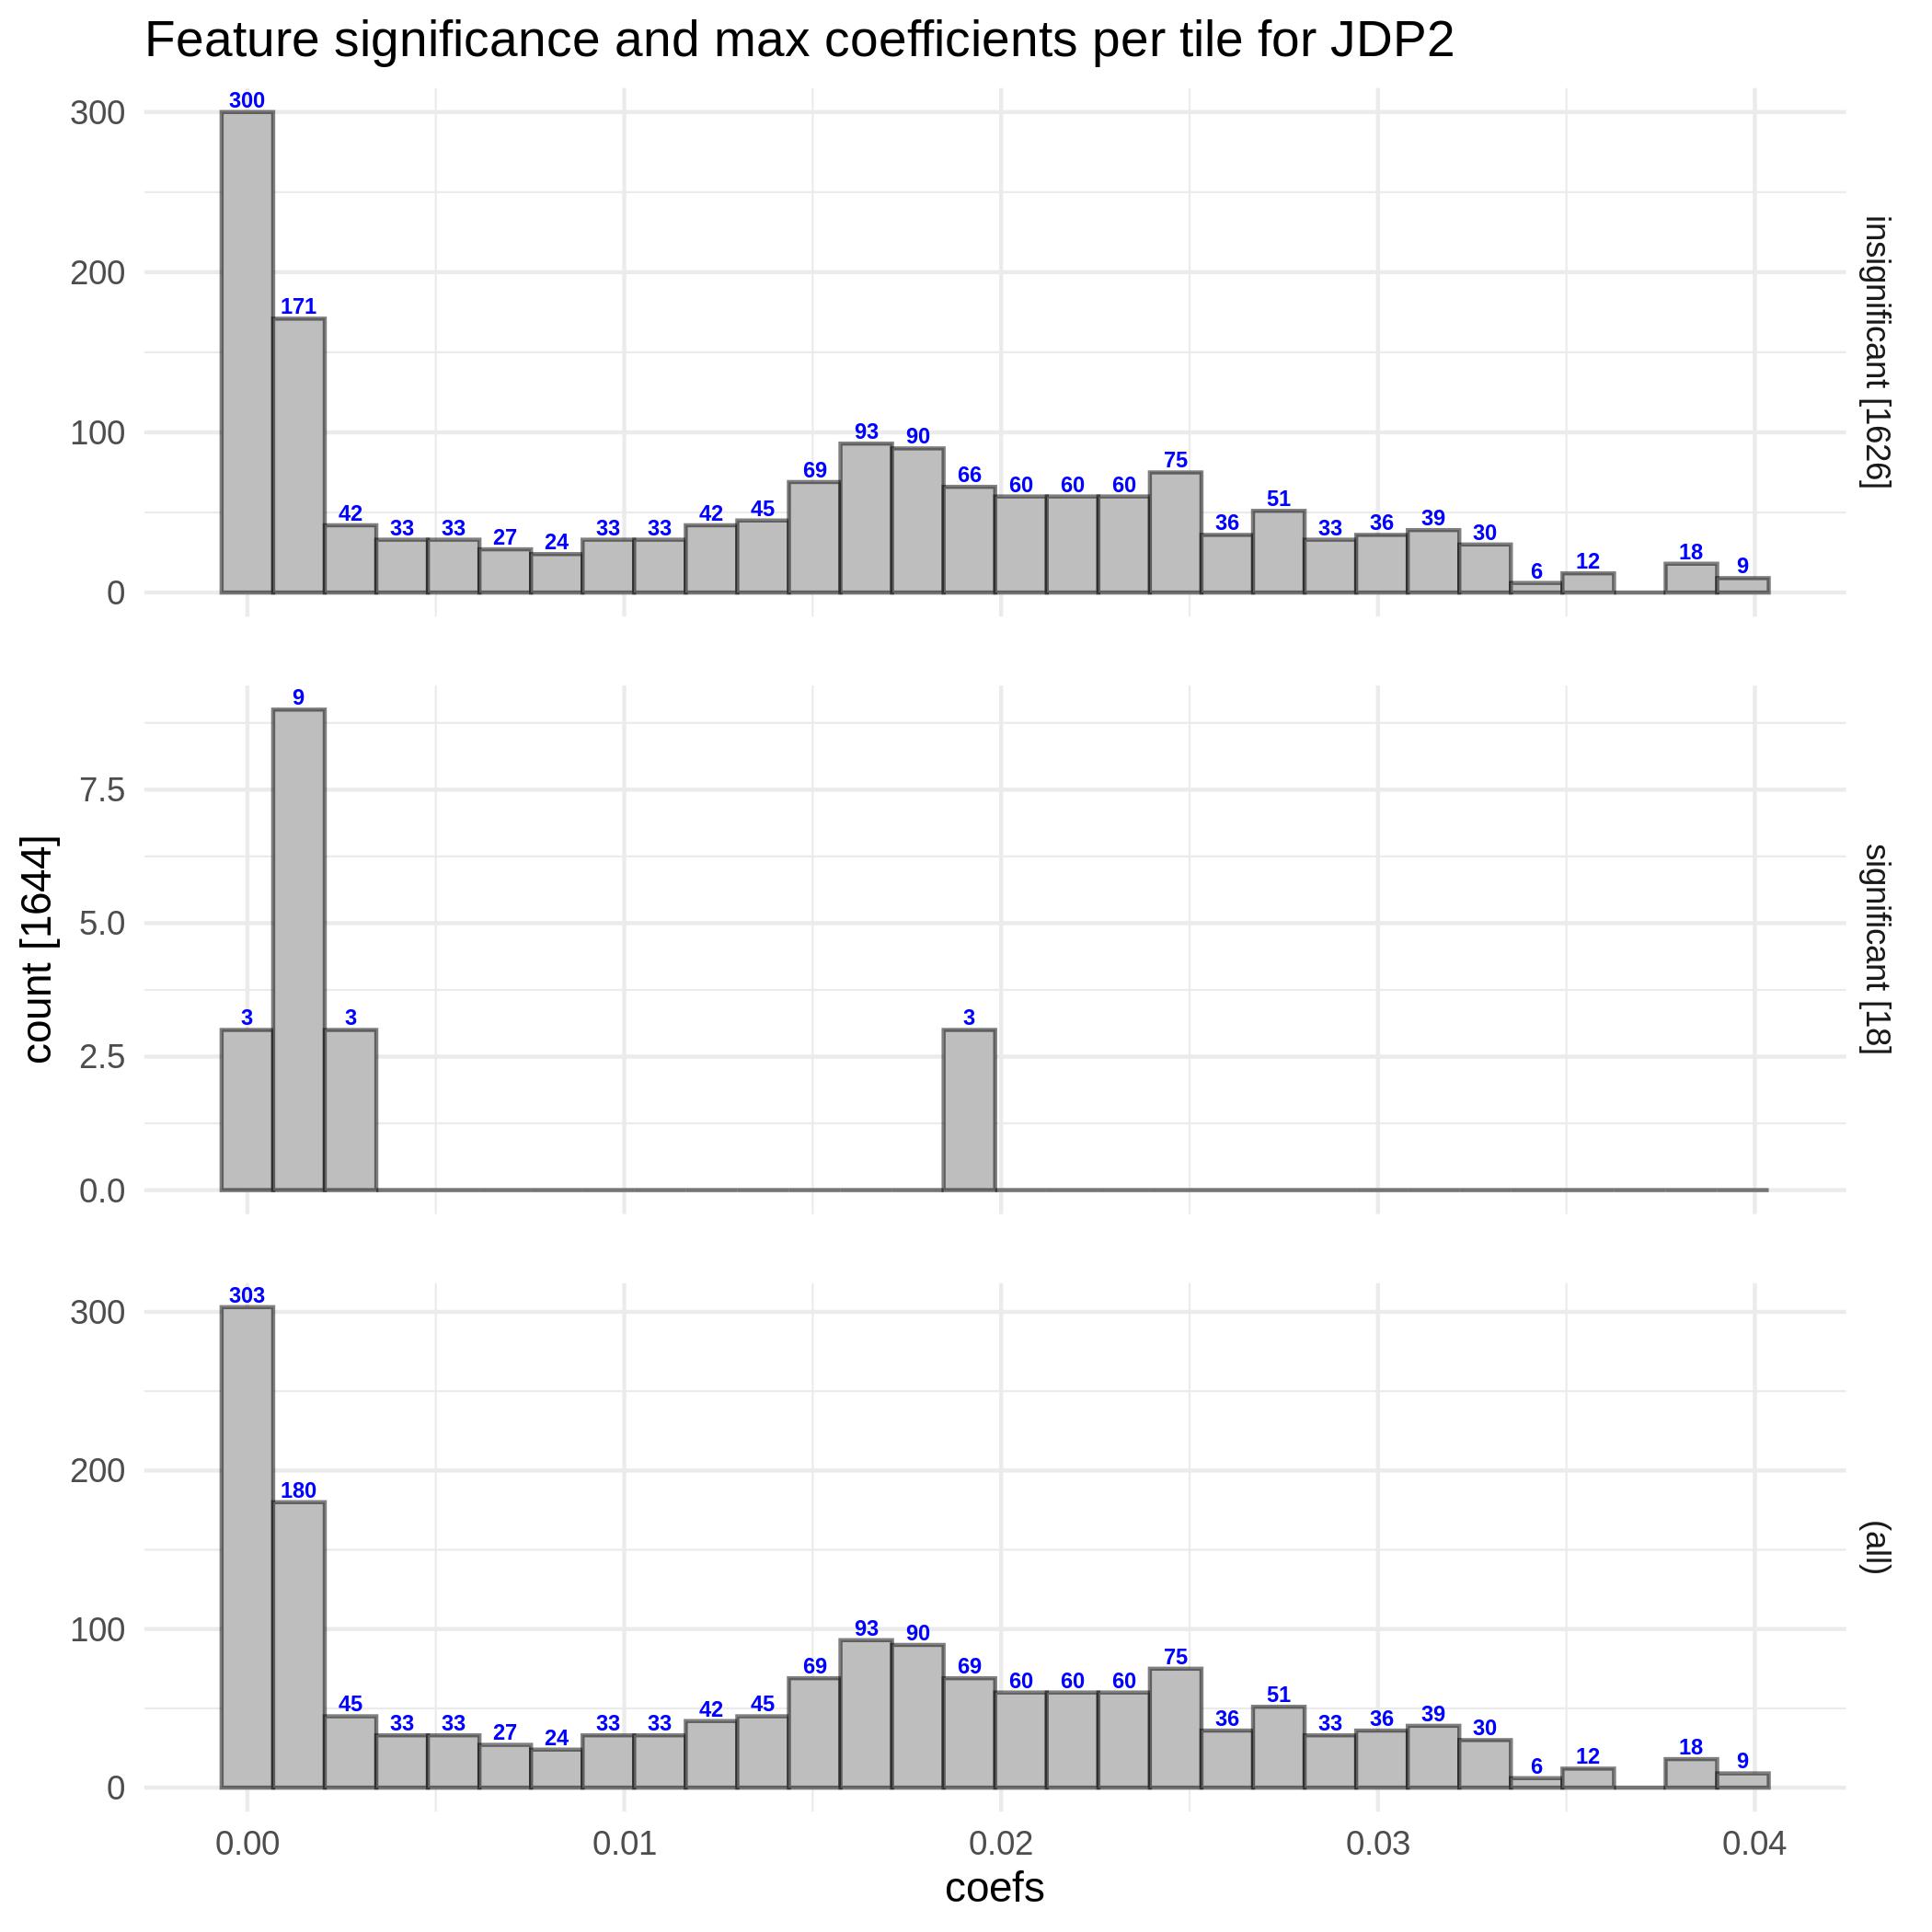 Feature significance and max coefficients per tile for JDP2
300
200
100
0
300 171 42 33 33 27 24 33 33 42 45 69 93 90 66 60 60 60 75 36 51 33 36 39 30 6 12 18 9
insignificant [1626]
count [1644]
7.5
5.0
2.5
0.0
3 9 3 3
significant [18]
300
200
100
0
303 180 45 33 33 27 24 33 33 42 45 69 93 90 69 60 60 60 75 36 51 33 36 39 30 6 12 18 9
(all)
0.00 0.01 0.02 0.03 0.04
coefs